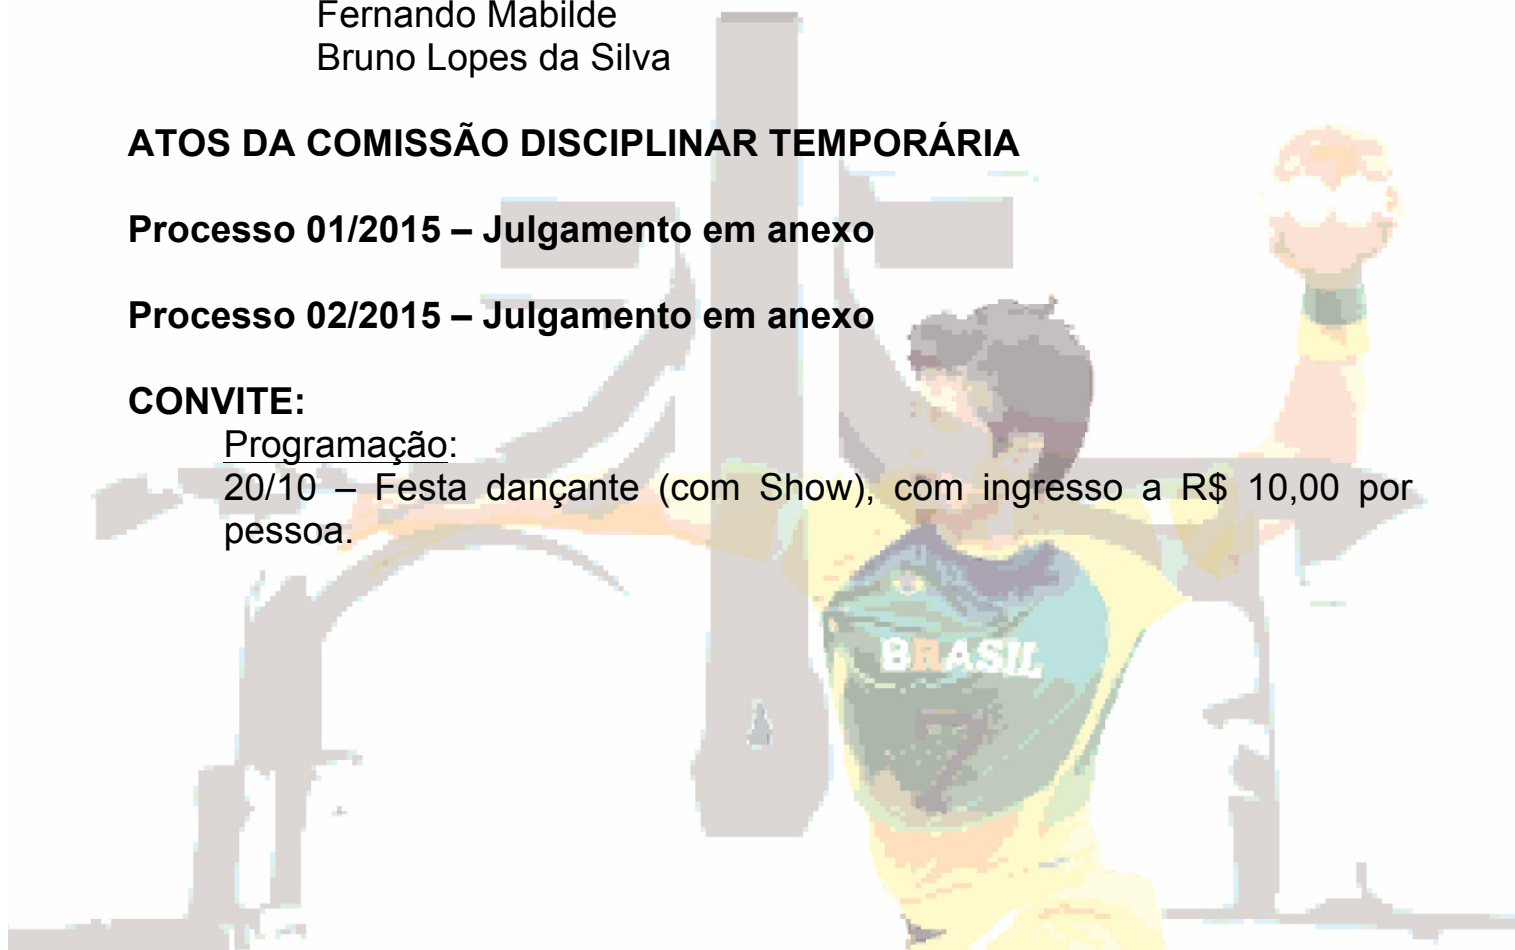 Fernando Mabilde
Bruno Lopes da Silva
ATOS DA COMISSÃO DISCIPLINAR TEMPORÁRIA
Processo 01/2015 – Julgamento em anexo
Processo 02/2015 – Julgamento em anexo
CONVITE:
Programação:
20/10 – Festa dançante (com Show), com ingresso a R$ 10,00 por
pessoa.
BRASIL
7